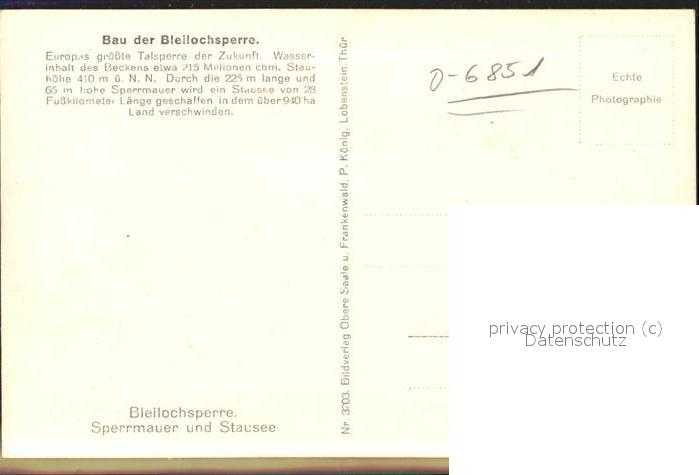 Bau der Bleilochsperre.
Europas größte Talsperre der Zukunft. Wasser-
inhalt des Beckens etwa 215 Millionen cbm. Stau-
höhe 410 m ü. N. N. Durch die 225 m lange und
65 m hohe Sperrmauer wird ein Stausee von 28
Fußkilometer Länge geschaffen in dem über 940 ha
Land verschwinden.
Bleilochsperre.
Sperrmauer und Stausee
Nr. 3203. Bildverlag Obere Saale u. Frankenwald, P. König, Lobenstein. Thür.
0-6851
Echte
Photographie
privacy protection (c)
Datenschutz